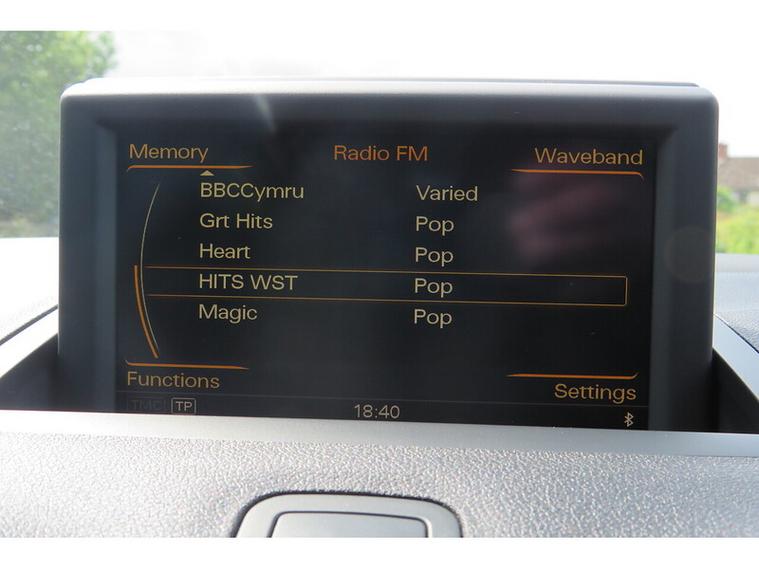 Memory Radio FM Waveband
BBCCymru Varied
Grt Hits Pop
Heart Pop
HITS WST Pop
Magic Pop
Functions Settings
TMC TP 18:40